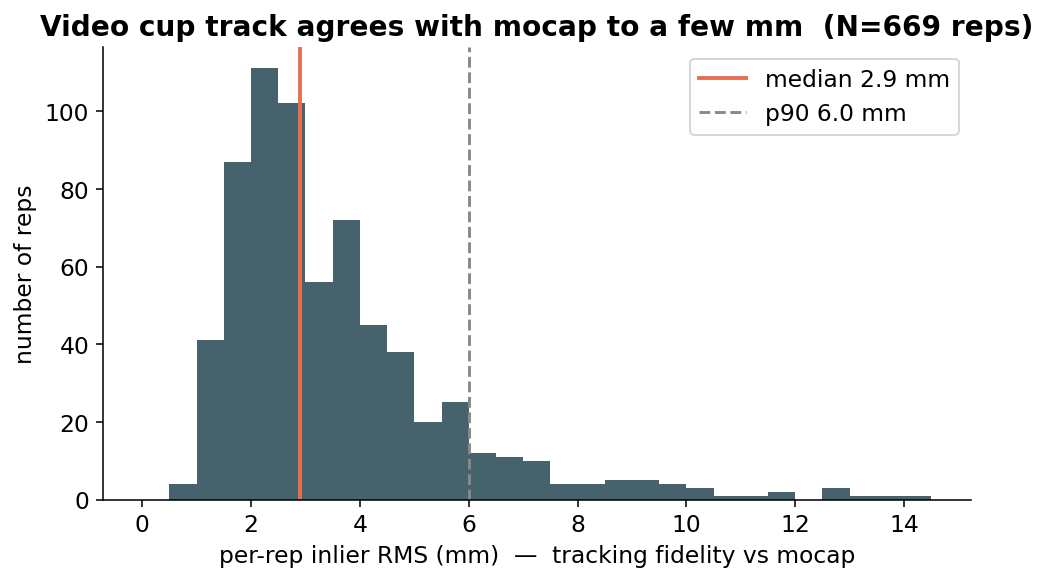 Video cup track agrees with mocap to a few mm  (N=669 reps)
median 2.9 mm
p90 6.0 mm
number of reps
100
80
60
40
20
0
0 2 4 6 8 10 12 14
per-rep inlier RMS (mm)  —  tracking fidelity vs mocap